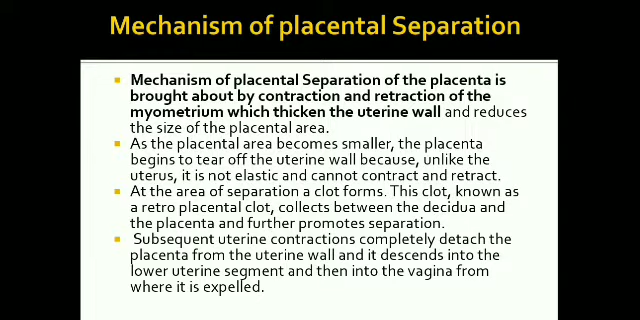 Mechanism of placental Separation
Mechanism of placental Separation of the placenta is
brought about by contraction and retraction of the
myometrium which thicken the uterine wall and reduces
the size of the placental area.
As the placental area becomes smaller, the placenta
begins to tear off the uterine wall because, unlike the
uterus, it is not elastic and cannot contract and retract.
At the area of separation a clot forms. This clot, known as
a retro placental clot, collects between the decidua and
the placenta and further promotes separation.
Subsequent uterine contractions completely detach the
placenta from the uterine wall and it descends into the
lower uterine segment and then into the vagina from
where it is expelled.